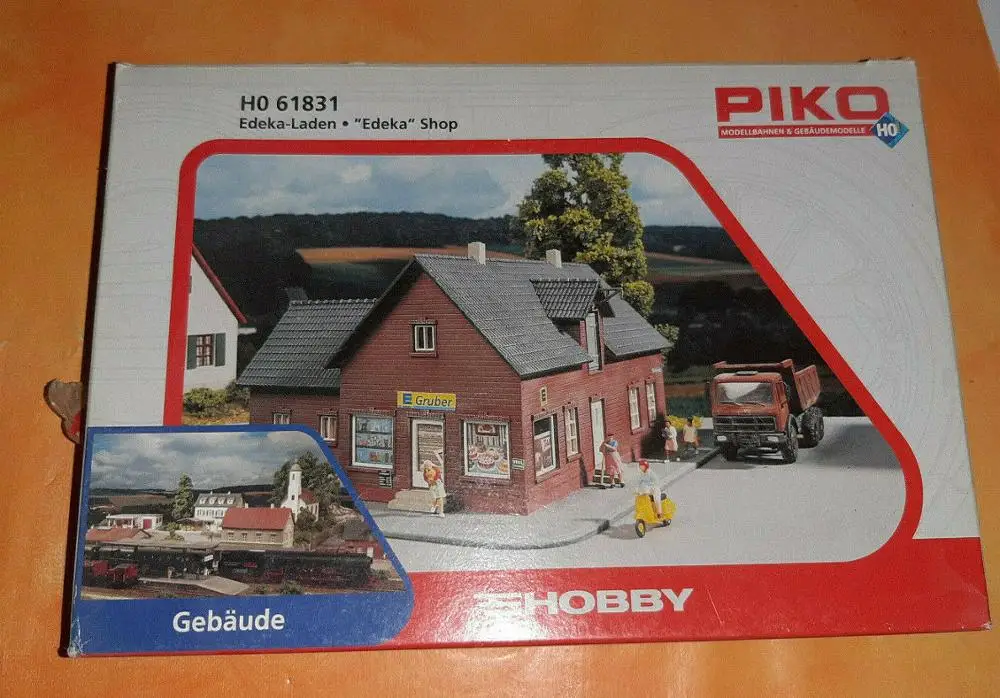 H0 61831
Edeka-Laden • "Edeka" Shop
PIKO
MODELLBAHNEN & GEBÄUDEMODELLE
H0
E Gruber
E
Gebäude
HOBBY